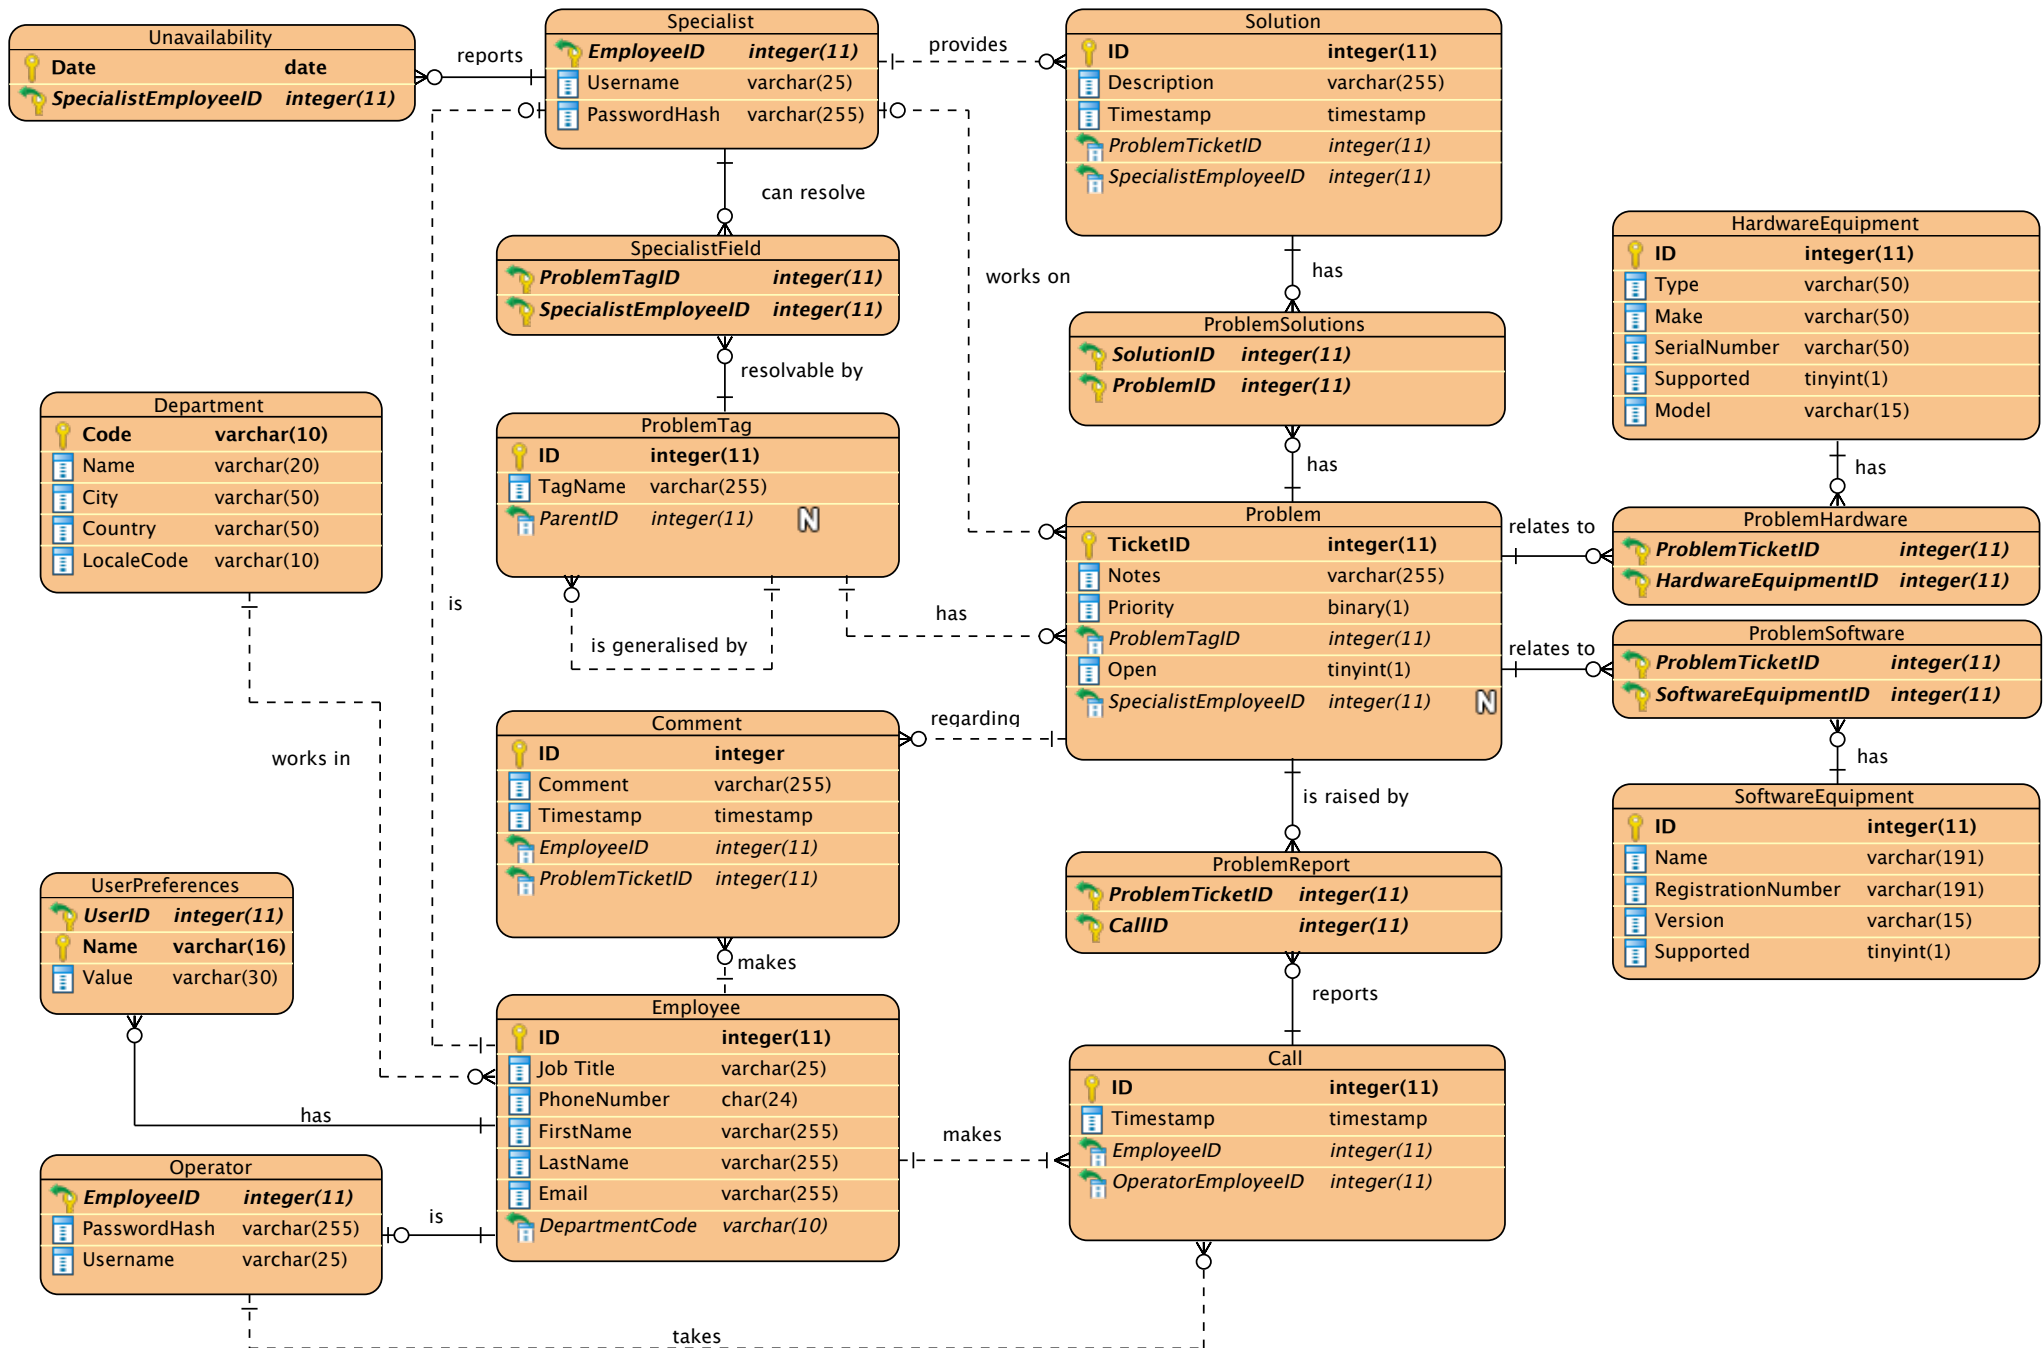 Unavailability
Date date
SpecialistEmployeeID integer(11)
reports
Specialist
EmployeeID integer(11)
Username varchar(25)
PasswordHash varchar(255)
provides
Solution
ID integer(11)
Description varchar(255)
Timestamp timestamp
ProblemTicketID integer(11)
SpecialistEmployeeID integer(11)
can resolve
works on
has
SpecialistField
ProblemTagID integer(11)
SpecialistEmployeeID integer(11)
resolvable by
ProblemSolutions
SolutionID integer(11)
ProblemID integer(11)
has
HardwareEquipment
ID integer(11)
Type varchar(50)
Make varchar(50)
SerialNumber varchar(50)
Supported tinyint(1)
Model varchar(15)
has
Department
Code varchar(10)
Name varchar(20)
City varchar(50)
Country varchar(50)
LocaleCode varchar(10)
is
ProblemTag
ID integer(11)
TagName varchar(255)
ParentID integer(11) N
is generalised by
has
Problem
TicketID integer(11)
Notes varchar(255)
Priority binary(1)
ProblemTagID integer(11)
Open tinyint(1)
SpecialistEmployeeID integer(11) N
relates to
ProblemHardware
ProblemTicketID integer(11)
HardwareEquipmentID integer(11)
relates to
ProblemSoftware
ProblemTicketID integer(11)
SoftwareEquipmentID integer(11)
has
works in
Comment
ID integer
Comment varchar(255)
Timestamp timestamp
EmployeeID integer(11)
ProblemTicketID integer(11)
regarding
is raised by
makes
SoftwareEquipment
ID integer(11)
Name varchar(191)
RegistrationNumber varchar(191)
Version varchar(15)
Supported tinyint(1)
ProblemReport
ProblemTicketID integer(11)
CallID integer(11)
reports
UserPreferences
UserID integer(11)
Name varchar(16)
Value varchar(30)
has
Employee
ID integer(11)
Job Title varchar(25)
PhoneNumber char(24)
FirstName varchar(255)
LastName varchar(255)
Email varchar(255)
DepartmentCode varchar(10)
makes
Call
ID integer(11)
Timestamp timestamp
EmployeeID integer(11)
OperatorEmployeeID integer(11)
Operator
EmployeeID integer(11)
PasswordHash varchar(255)
Username varchar(25)
is
takes